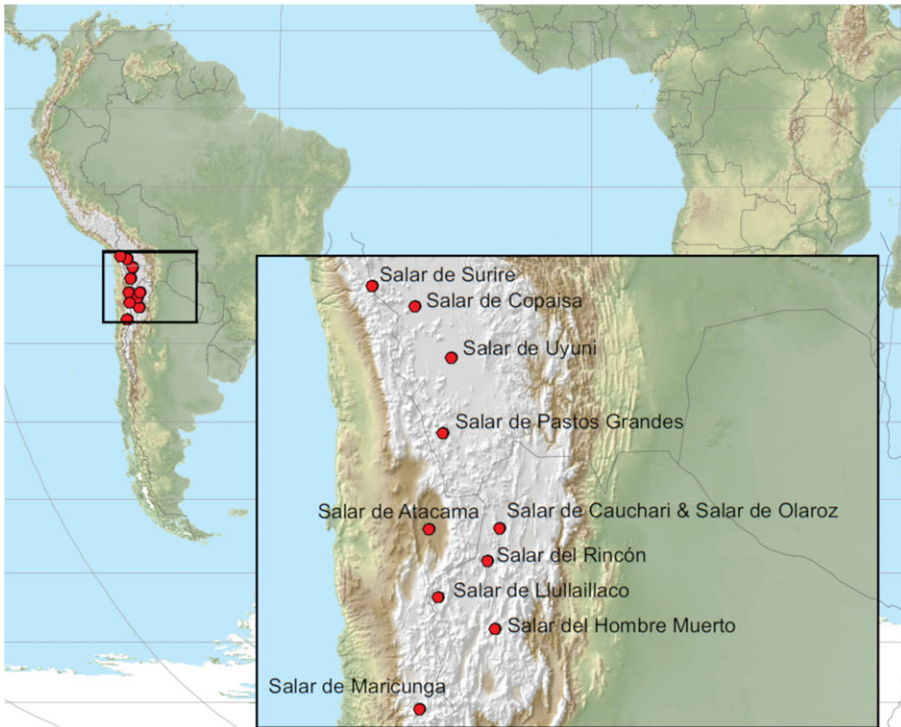 Salar de Surire
Salar de Copaisa
Salar de Uyuni
Salar de Pastos Grandes
Salar de Atacama
Salar de Cauchari & Salar de Olaroz
Salar del Rincón
Salar de Llullaillaco
Salar del Hombre Muerto
Salar de Maricunga